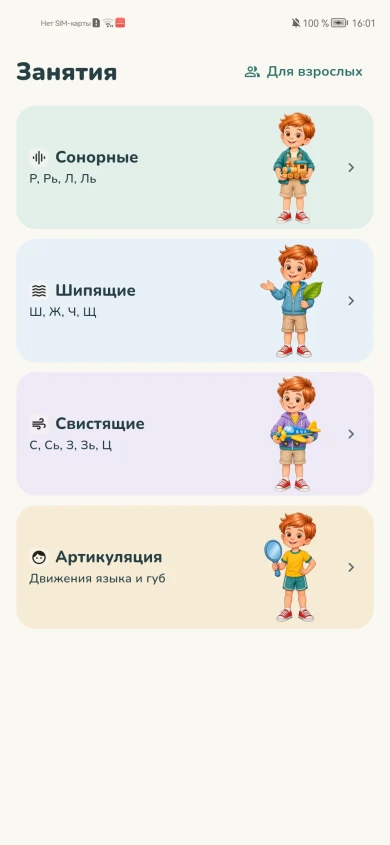 Нет SIM-карты 100 % 16:01
Занятия
Для взрослых
Сонорные
Р, Рь, Л, Ль
Шипящие
Ш, Ж, Ч, Щ
Свистящие
С, Сь, З, Зь, Ц
Артикуляция
Движения языка и губ